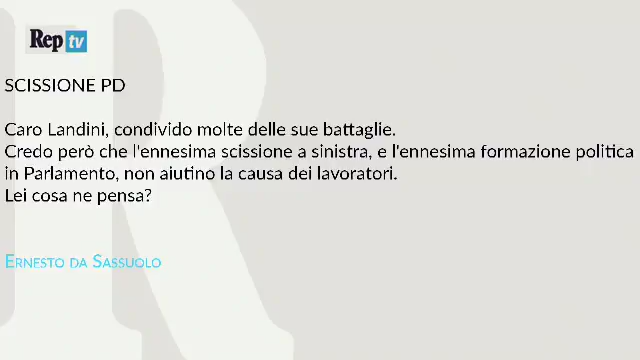 Rep tv
SCISSIONE PD
Caro Landini, condivido molte delle sue battaglie.
Credo però che l'ennesima scissione a sinistra, e l'ennesima formazione politica
in Parlamento, non aiutino la causa dei lavoratori.
Lei cosa ne pensa?
ERNESTO DA SASSUOLO